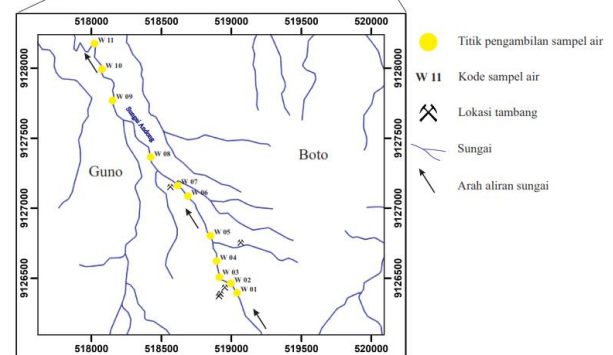 518000 518500 519000 519500 520000
9128000 9127500 9127000 9126500
9128000 9127500 9127000 9126500
W 11
W 10
W 09
Sungai Andong
W 08
Guno
Boto
W 07
W 06
W 05
W 04
W 03
W 02
W 01
518000 518500 519000 519500 520000
Titik pengambilan sampel air
W 11 Kode sampel air
Lokasi tambang
Sungai
Arah aliran sungai